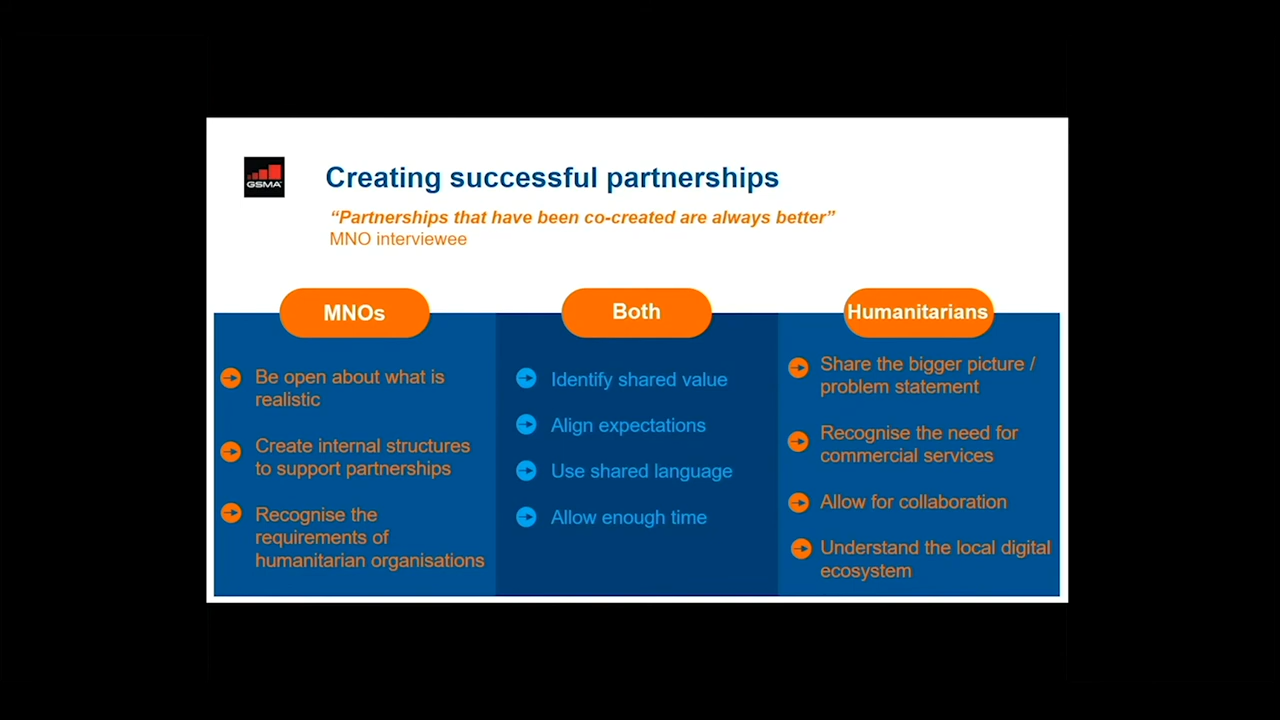 GSMA
Creating successful partnerships
“Partnerships that have been co-created are always better”
MNO interviewee
MNOs
Be open about what is
realistic
Create internal structures
to support partnerships
Recognise the
requirements of
humanitarian organisations
Both
Identify shared value
Align expectations
Use shared language
Allow enough time
Humanitarians
Share the bigger picture /
problem statement
Recognise the need for
commercial services
Allow for collaboration
Understand the local digital
ecosystem